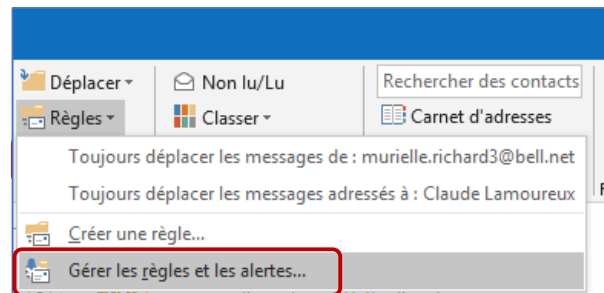 Déplacer
Non lu/Lu
Rechercher des contacts
Règles
Classer
Carnet d'adresses
Toujours déplacer les messages de : murielle.richard3@bell.net
Toujours déplacer les messages adressés à : Claude Lamoureux
Créer une règle...
Gérer les règles et les alertes...